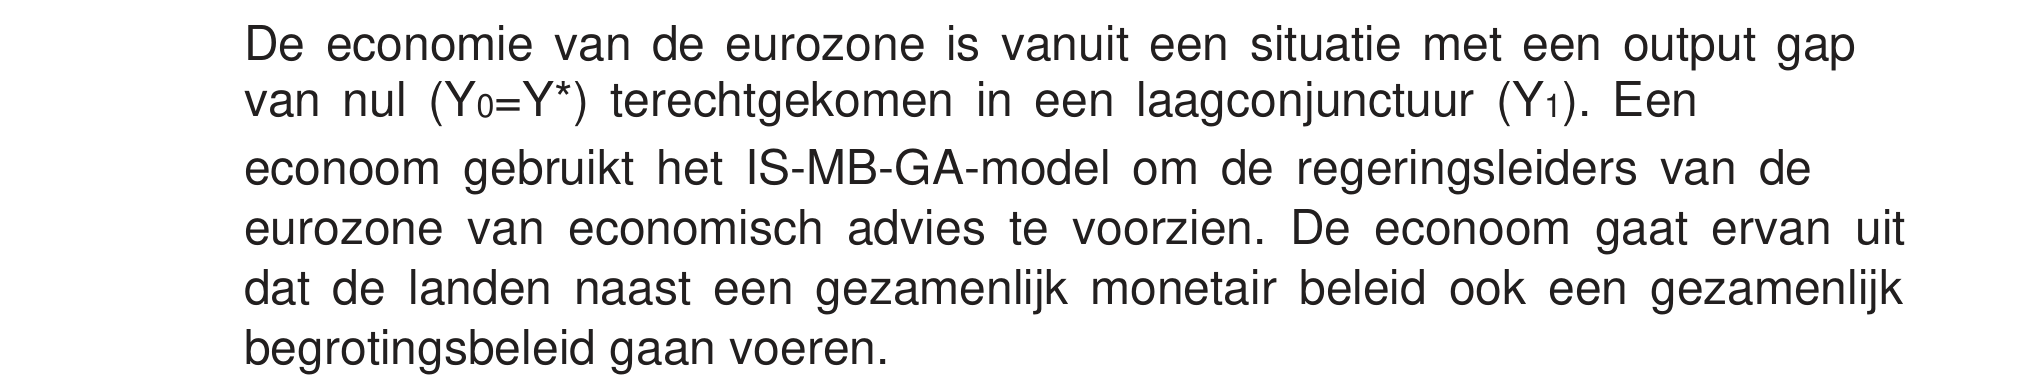 De economie van de eurozone is vanuit een situatie met een output gap
van nul (Y0=Y*) terechtgekomen in een laagconjunctuur (Y1). Een
econoom gebruikt het IS-MB-GA-model om de regeringsleiders van de
eurozone van economisch advies te voorzien. De econoom gaat ervan uit
dat de landen naast een gezamenlijk monetair beleid ook een gezamenlijk
begrotingsbeleid gaan voeren.